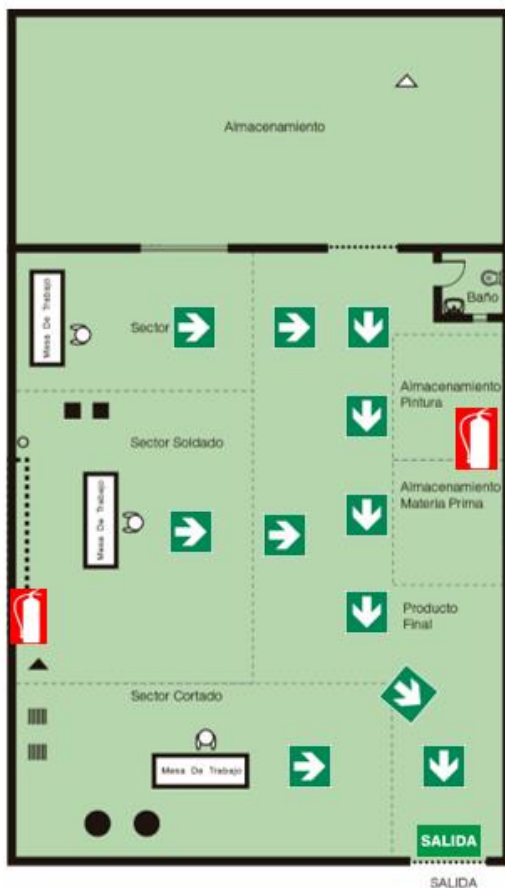 Almacenamiento
Baño
Mesa De Trabajo
Sector
Almacenamiento
Pintura
Sector Soldado
Almacenamiento
Materia Prima
Mesa De Trabajo
Producto
Final
Sector Cortado
Mesa De Trabajo
SALIDA
SALIDA